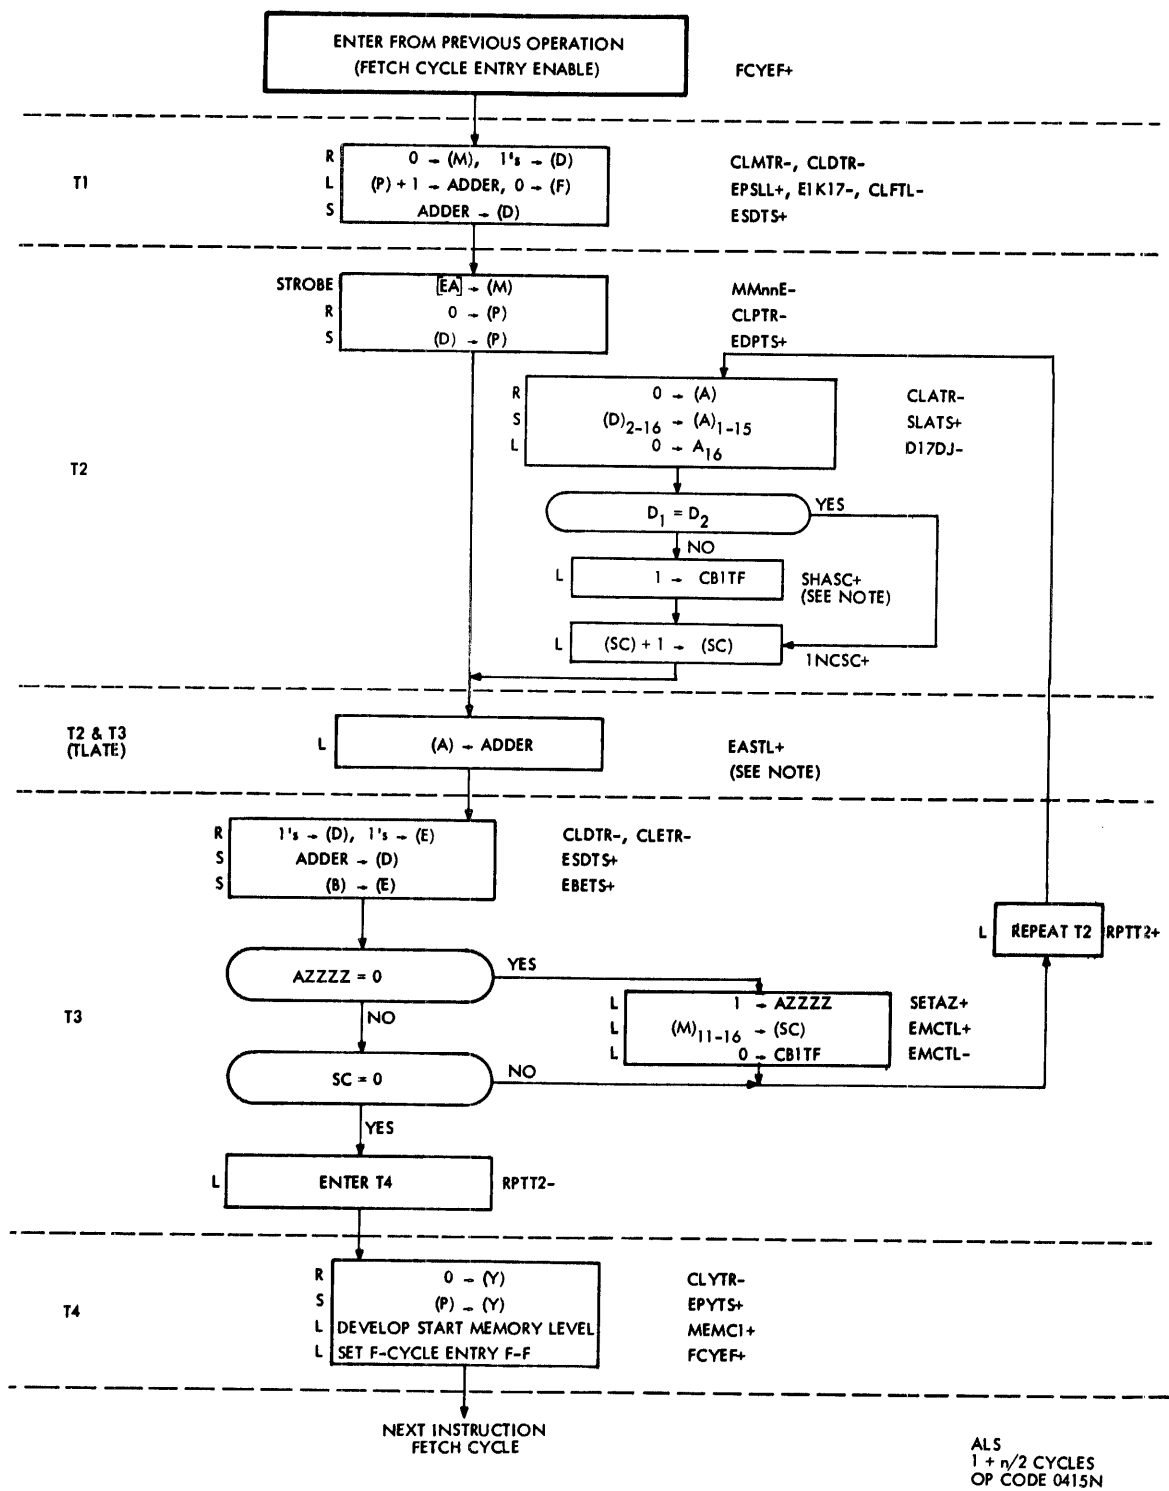 ENTER FROM PREVIOUS OPERATION
(FETCH CYCLE ENTRY ENABLE)
FCYEF+
T1
R 0 → (M), 1's → (D) CLMTR-, CLDTR-
L (P) + 1 → ADDER, 0 → (F) EPSLL+, E1K17-, CLFTL-
S ADDER → (D) ESDTS+
T2
STROBE [EA] → (M) MMnnE-
R 0 → (P) CLPTR-
S (D) → (P) EDPTS+
R 0 → (A) CLATR-
S (D)2-16 → (A)1-15 SLATS+
L 0 → A16 D17DJ-
D1 = D2
YES
NO
L 1 → CB1TF SHASC+
(SEE NOTE)
L (SC) + 1 → (SC)
1NCSC+
T2 & T3
(TLATE)
L (A) → ADDER EASTL+
(SEE NOTE)
T3
R 1's → (D), 1's → (E) CLDTR-, CLETR-
S ADDER → (D) ESDTS+
S (B) → (E) EBETS+
L REPEAT T2 RPTT2+
AZZZZ = 0
YES
NO
L 1 → AZZZZ SETAZ+
L (M)11-16 → (SC) EMCTL+
L 0 → CB1TF EMCTL-
SC = 0
NO
YES
L ENTER T4 RPTT2-
T4
R 0 → (Y) CLYTR-
S (P) → (Y) EPYTS+
L DEVELOP START MEMORY LEVEL MEMC1+
L SET F-CYCLE ENTRY F-F FCYEF+
NEXT INSTRUCTION
FETCH CYCLE
ALS
1 + n/2 CYCLES
OP CODE 0415N